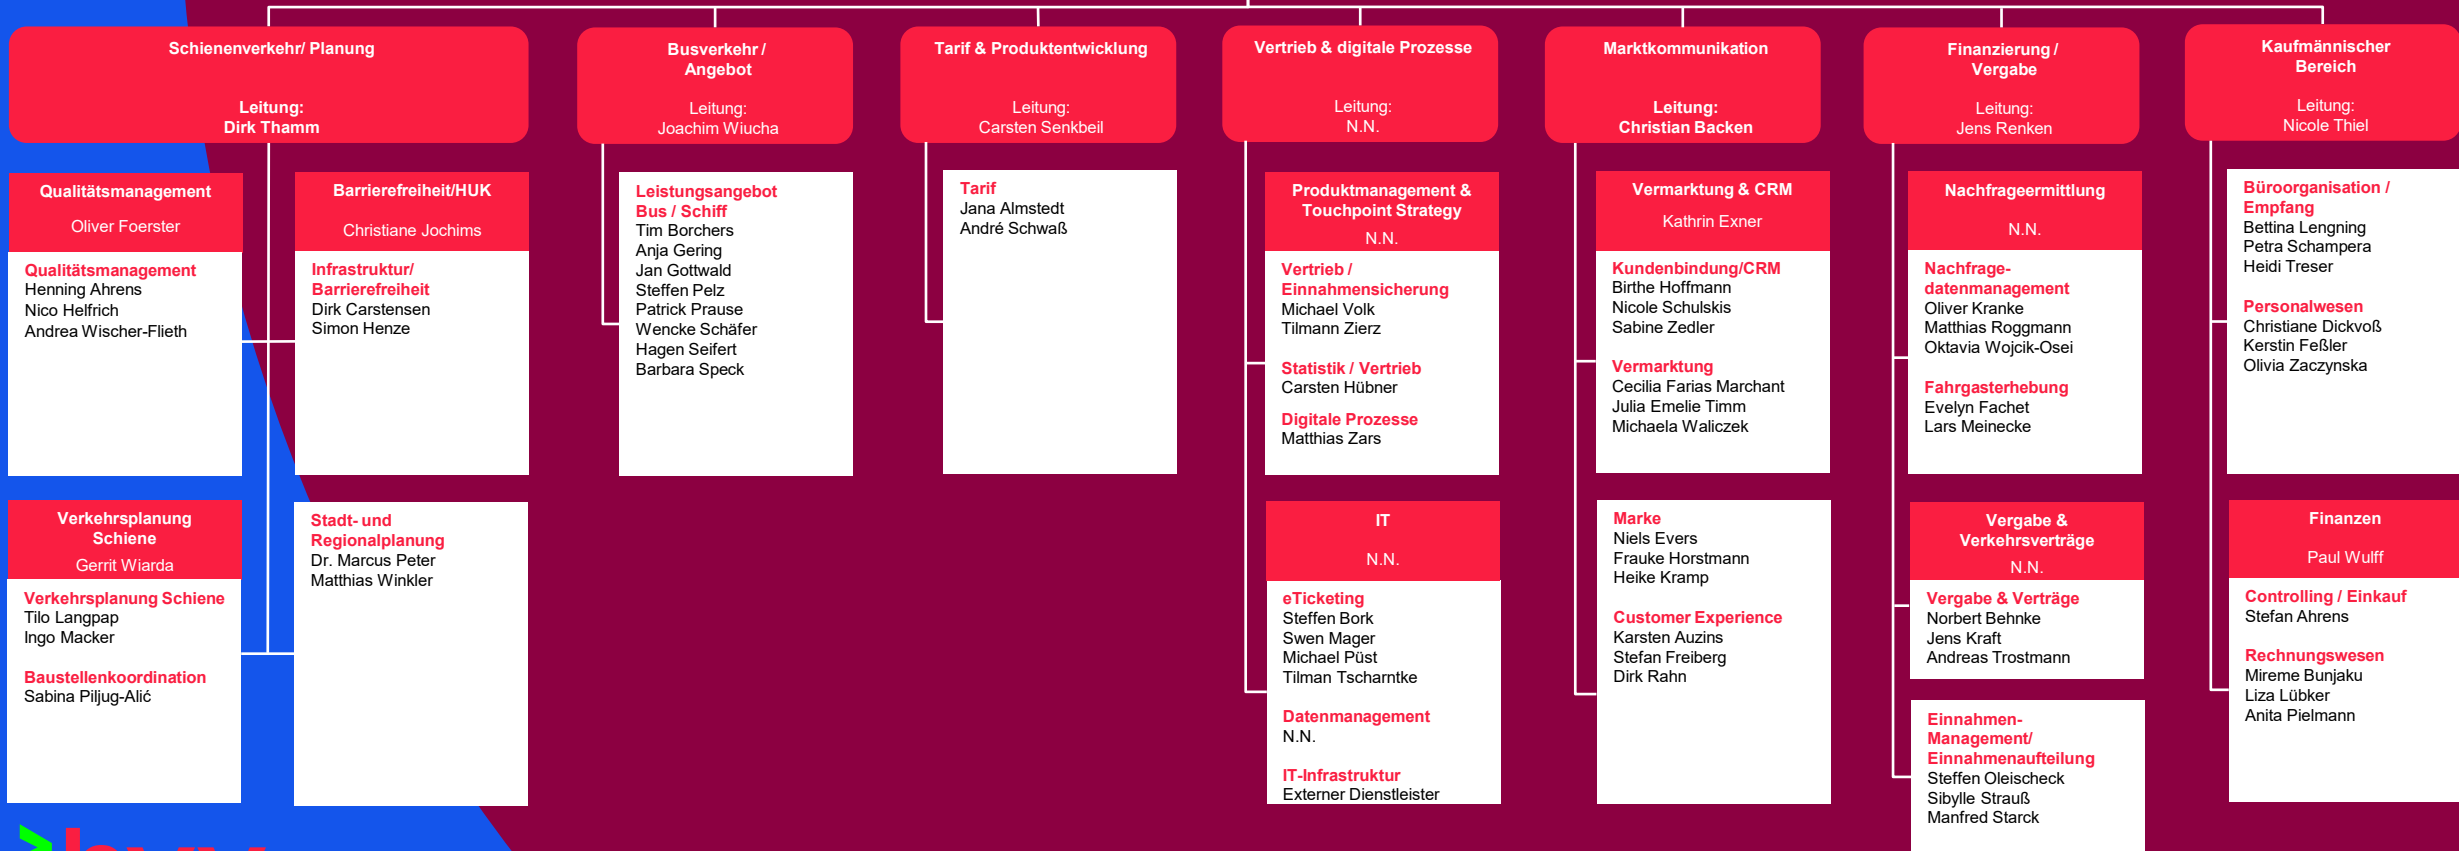 Schienenverkehr/ Planung
Leitung:
Dirk Thamm
Busverkehr /
Angebot
Leitung:
Joachim Wiucha
Tarif & Produktentwicklung
Leitung:
Carsten Senkbeil
Vertrieb & digitale Prozesse
Leitung:
N.N.
Marktkommunikation
Leitung:
Christian Backen
Finanzierung /
Vergabe
Leitung:
Jens Renken
Kaufmännischer
Bereich
Leitung:
Nicole Thiel
Qualitätsmanagement
Oliver Foerster
Qualitätsmanagement
Henning Ahrens
Nico Helfrich
Andrea Wischer-Flieth
Barrierefreiheit/HUK
Christiane Jochims
Infrastruktur/
Barrierefreiheit
Dirk Carstensen
Simon Henze
Verkehrsplanung
Schiene
Gerrit Wiarda
Verkehrsplanung Schiene
Tilo Langpap
Ingo Macker
Baustellenkoordination
Sabina Piljug-Alić
Stadt- und
Regionalplanung
Dr. Marcus Peter
Matthias Winkler
Leistungsangebot
Bus / Schiff
Tim Borchers
Anja Gering
Jan Gottwald
Steffen Pelz
Patrick Prause
Wencke Schäfer
Hagen Seifert
Barbara Speck
Tarif
Jana Almstedt
André Schwaß
Produktmanagement &
Touchpoint Strategy
N.N.
Vertrieb /
Einnahmensicherung
Michael Volk
Tilmann Zierz
Statistik / Vertrieb
Carsten Hübner
Digitale Prozesse
Matthias Zars
IT
N.N.
eTicketing
Steffen Bork
Swen Mager
Michael Püst
Tilman Tscharntke
Datenmanagement
N.N.
IT-Infrastruktur
Externer Dienstleister
Vermarktung & CRM
Kathrin Exner
Kundenbindung/CRM
Birthe Hoffmann
Nicole Schulskis
Sabine Zedler
Vermarktung
Cecilia Farias Marchant
Julia Emelie Timm
Michaela Waliczek
Marke
Niels Evers
Frauke Horstmann
Heike Kramp
Customer Experience
Karsten Auzins
Stefan Freiberg
Dirk Rahn
Nachfrageermittlung
N.N.
Nachfrage-
datenmanagement
Oliver Kranke
Matthias Roggmann
Oktavia Wojcik-Osei
Fahrgasterhebung
Evelyn Fachet
Lars Meinecke
Vergabe &
Verkehrsverträge
N.N.
Vergabe & Verträge
Norbert Behnke
Jens Kraft
Andreas Trostmann
Einnahmen-
Management/
Einnahmenaufteilung
Steffen Oleischeck
Sibylle Strauß
Manfred Starck
Büroorganisation /
Empfang
Bettina Lengning
Petra Schampera
Heidi Treser
Personalwesen
Christiane Dickvoß
Kerstin Feßler
Olivia Zaczynska
Finanzen
Paul Wulff
Controlling / Einkauf
Stefan Ahrens
Rechnungswesen
Mireme Bunjaku
Liza Lübker
Anita Pielmann